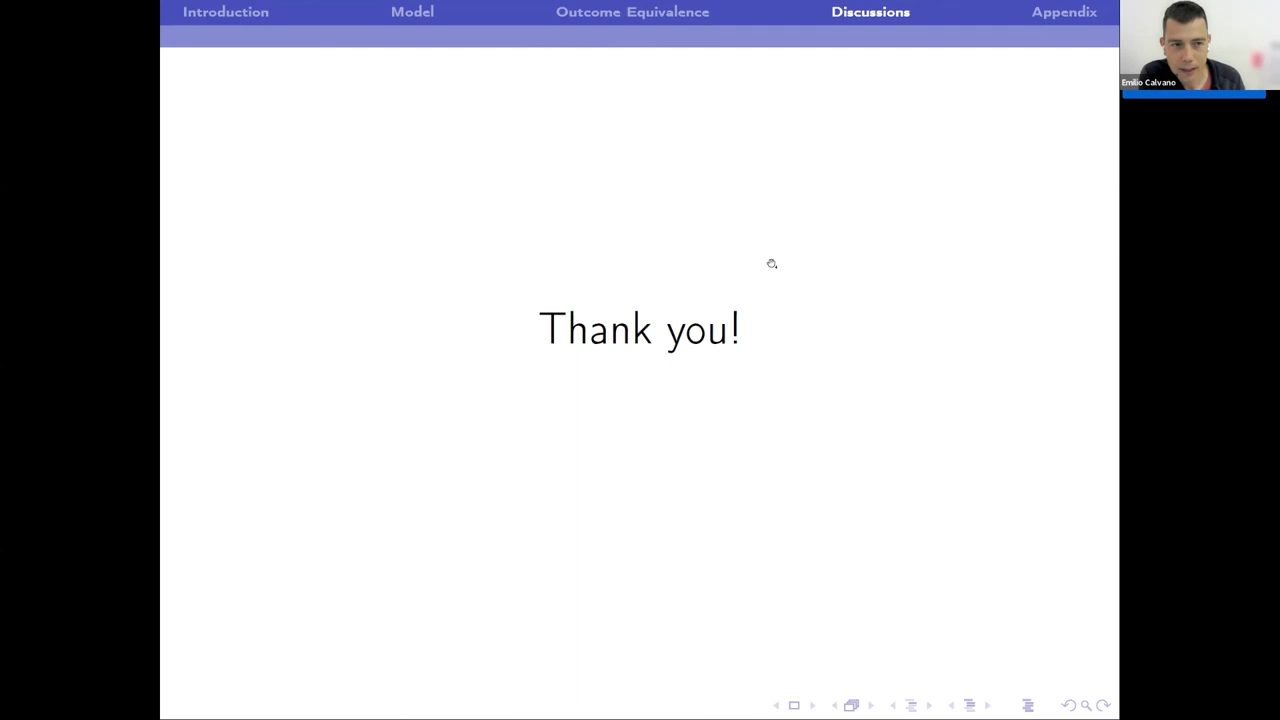 Introduction Model Outcome Equivalence Discussions Appendix
Emilio Calvano
Thank you!